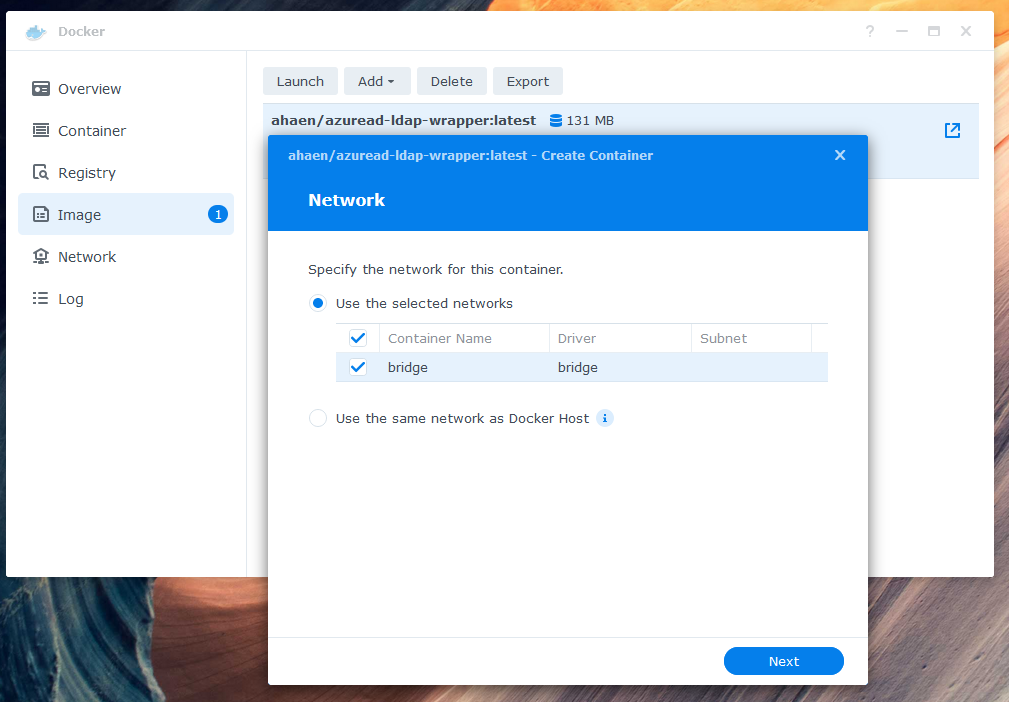 Docker
?
Overview
Container
Registry
Image 1
Network
Log
Launch Add Delete Export
ahaen/azuread-ldap-wrapper:latest 131 MB
ahaen/azuread-ldap-wrapper:latest - Create Container
Network
Specify the network for this container.
Use the selected networks
Container Name Driver Subnet
bridge bridge
Use the same network as Docker Host i
Next